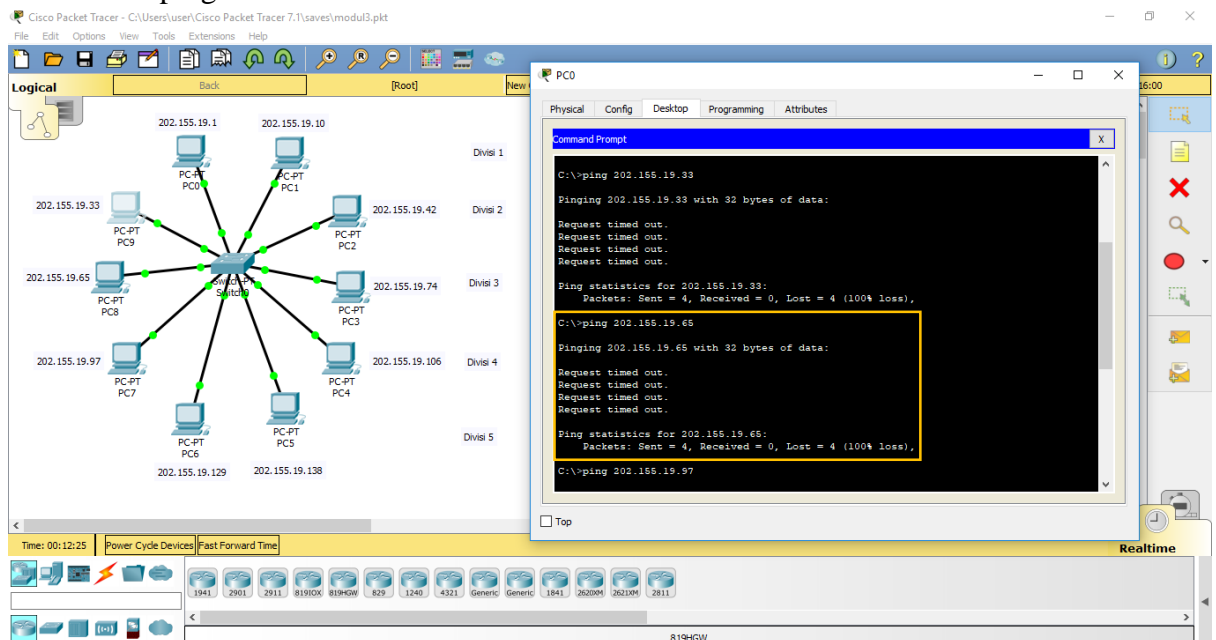 Cisco Packet Tracer - C:\Users\user\Cisco Packet Tracer 7.1\saves\modul3.pkt
File Edit Options View Tools Extensions Help
Logical
Back
[Root]
New
16:00
202.155.19.1
202.155.19.10
Divisi 1
PC-PT
PC0
PC-PT
PC1
202.155.19.33
202.155.19.42
Divisi 2
PC-PT
PC9
PC-PT
PC2
202.155.19.65
202.155.19.74
Divisi 3
Switch-PT
Switch0
PC-PT
PC8
PC-PT
PC3
202.155.19.97
202.155.19.106
Divisi 4
PC-PT
PC7
PC-PT
PC4
PC-PT
PC6
PC-PT
PC5
Divisi 5
202.155.19.129
202.155.19.138
PC0
Physical Config Desktop Programming Attributes
Command Prompt
X
C:\>ping 202.155.19.33
Pinging 202.155.19.33 with 32 bytes of data:
Request timed out.
Request timed out.
Request timed out.
Request timed out.
Ping statistics for 202.155.19.33:
Packets: Sent = 4, Received = 0, Lost = 4 (100% loss),
C:\>ping 202.155.19.65
Pinging 202.155.19.65 with 32 bytes of data:
Request timed out.
Request timed out.
Request timed out.
Request timed out.
Ping statistics for 202.155.19.65:
Packets: Sent = 4, Received = 0, Lost = 4 (100% loss),
C:\>ping 202.155.19.97
Top
Time: 00:12:25 Power Cycle Devices Fast Forward Time
Realtime
1941 2901 2911 819IOX 819HGW 829 1240 4321 Generic Generic 1841 2620XM 2621XM 2811
819HGW